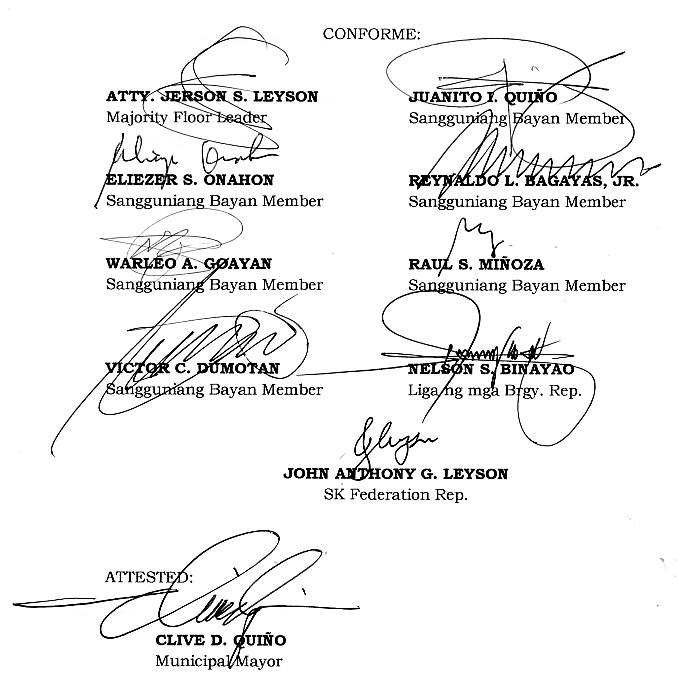 CONFORME:
ATTY. JERSON S. LEYSON
Majority Floor Leader
JUANITO I. QUIÑO
Sangguniang Bayan Member
ELIEZER S. ONAHON
Sangguniang Bayan Member
REYNALDO L. BAGAYAS, JR.
Sangguniang Bayan Member
WARLEO A. GOAYAN
Sangguniang Bayan Member
RAUL S. MIÑOZA
Sangguniang Bayan Member
VICTOR C. DUMOTAN
Sangguniang Bayan Member
NELSON S. BINAYAO
Liga ng mga Brgy. Rep.
JOHN ANTHONY G. LEYSON
SK Federation Rep.
ATTESTED:
CLIVE D. QUIÑO
Municipal Mayor